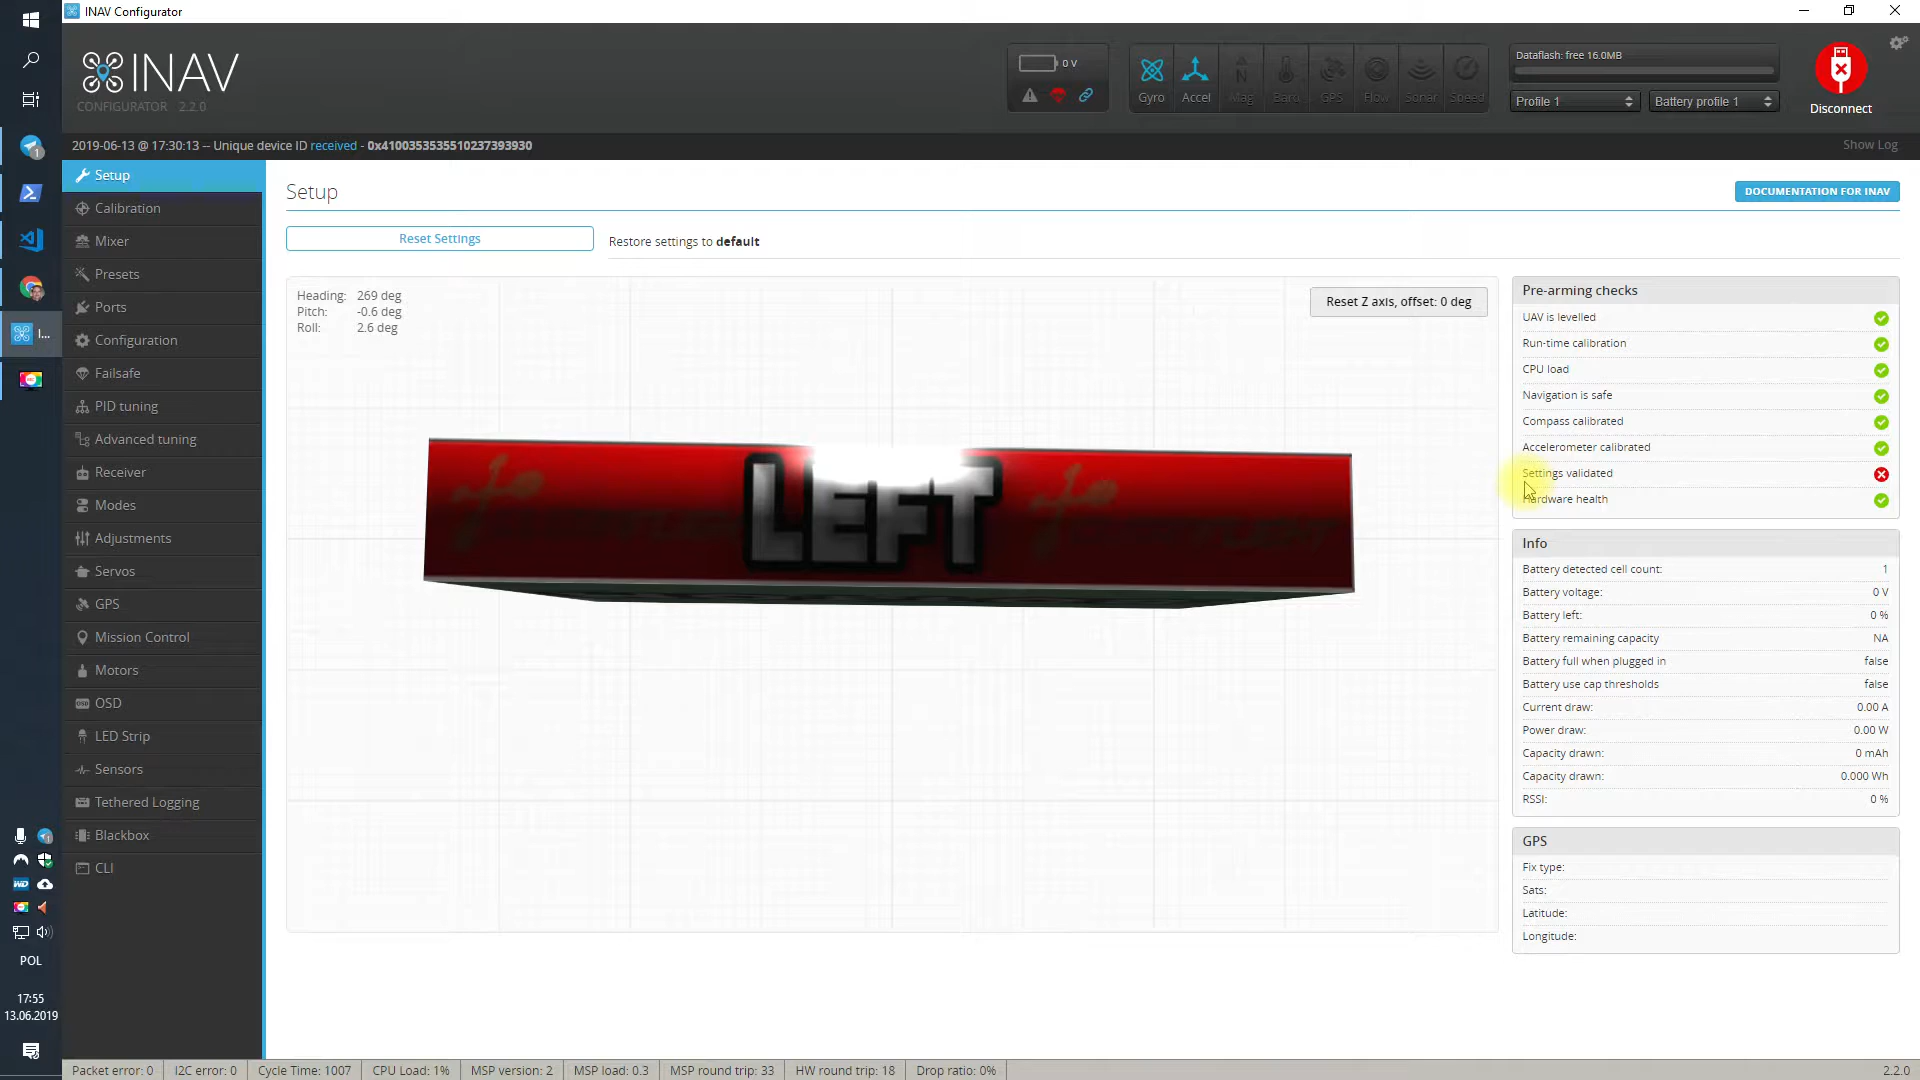 INAV Configurator
INAV
CONFIGURATOR 2.2.0
0 V
Gyro
Accel
Mag
Baro
GPS
Flow
Sonar
Speed
Dataflash: free 16.0MB
Profile 1
Battery profile 1
Disconnect
2019-06-13 @ 17:30:13 -- Unique device ID received - 0x4100353535510237393930
Show Log
Setup
Calibration
Mixer
Presets
Ports
Configuration
Failsafe
PID tuning
Advanced tuning
Receiver
Modes
Adjustments
Servos
GPS
Mission Control
Motors
OSD
LED Strip
Sensors
Tethered Logging
Blackbox
CLI
I...
POL
17:55
13.06.2019
Setup
DOCUMENTATION FOR INAV
Reset Settings
Restore settings to default
Heading: 269 deg
Pitch: -0.6 deg
Roll: 2.6 deg
Reset Z axis, offset: 0 deg
LEFT
Pre-arming checks
UAV is levelled
Run-time calibration
CPU load
Navigation is safe
Compass calibrated
Accelerometer calibrated
Settings validated
Hardware health
Info
Battery detected cell count: 1
Battery voltage: 0 V
Battery left: 0 %
Battery remaining capacity NA
Battery full when plugged in false
Battery use cap thresholds false
Current draw: 0.00 A
Power draw: 0.00 W
Capacity drawn: 0 mAh
Capacity drawn: 0.000 Wh
RSSI: 0 %
GPS
Fix type:
Sats:
Latitude:
Longitude:
Packet error: 0
I2C error: 0
Cycle Time: 1007
CPU Load: 1%
MSP version: 2
MSP load: 0.3
MSP round trip: 33
HW round trip: 18
Drop ratio: 0%
2.2.0